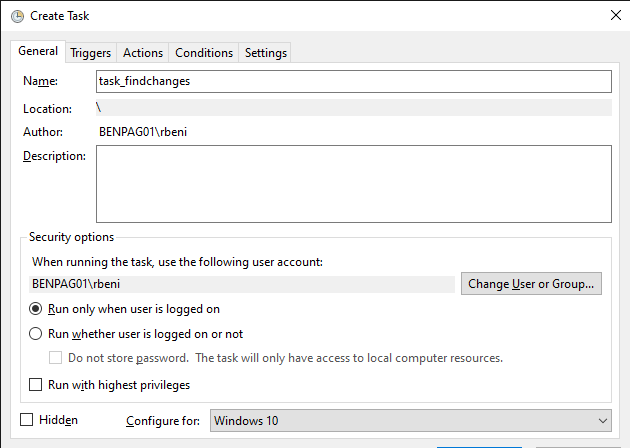 Create Task
General Triggers Actions Conditions Settings
Name: task_findchanges
Location: \
Author: BENPAG01\rbeni
Description:
Security options
When running the task, use the following user account:
BENPAG01\rbeni Change User or Group...
Run only when user is logged on
Run whether user is logged on or not
Do not store password. The task will only have access to local computer resources.
Run with highest privileges
Hidden Configure for: Windows 10